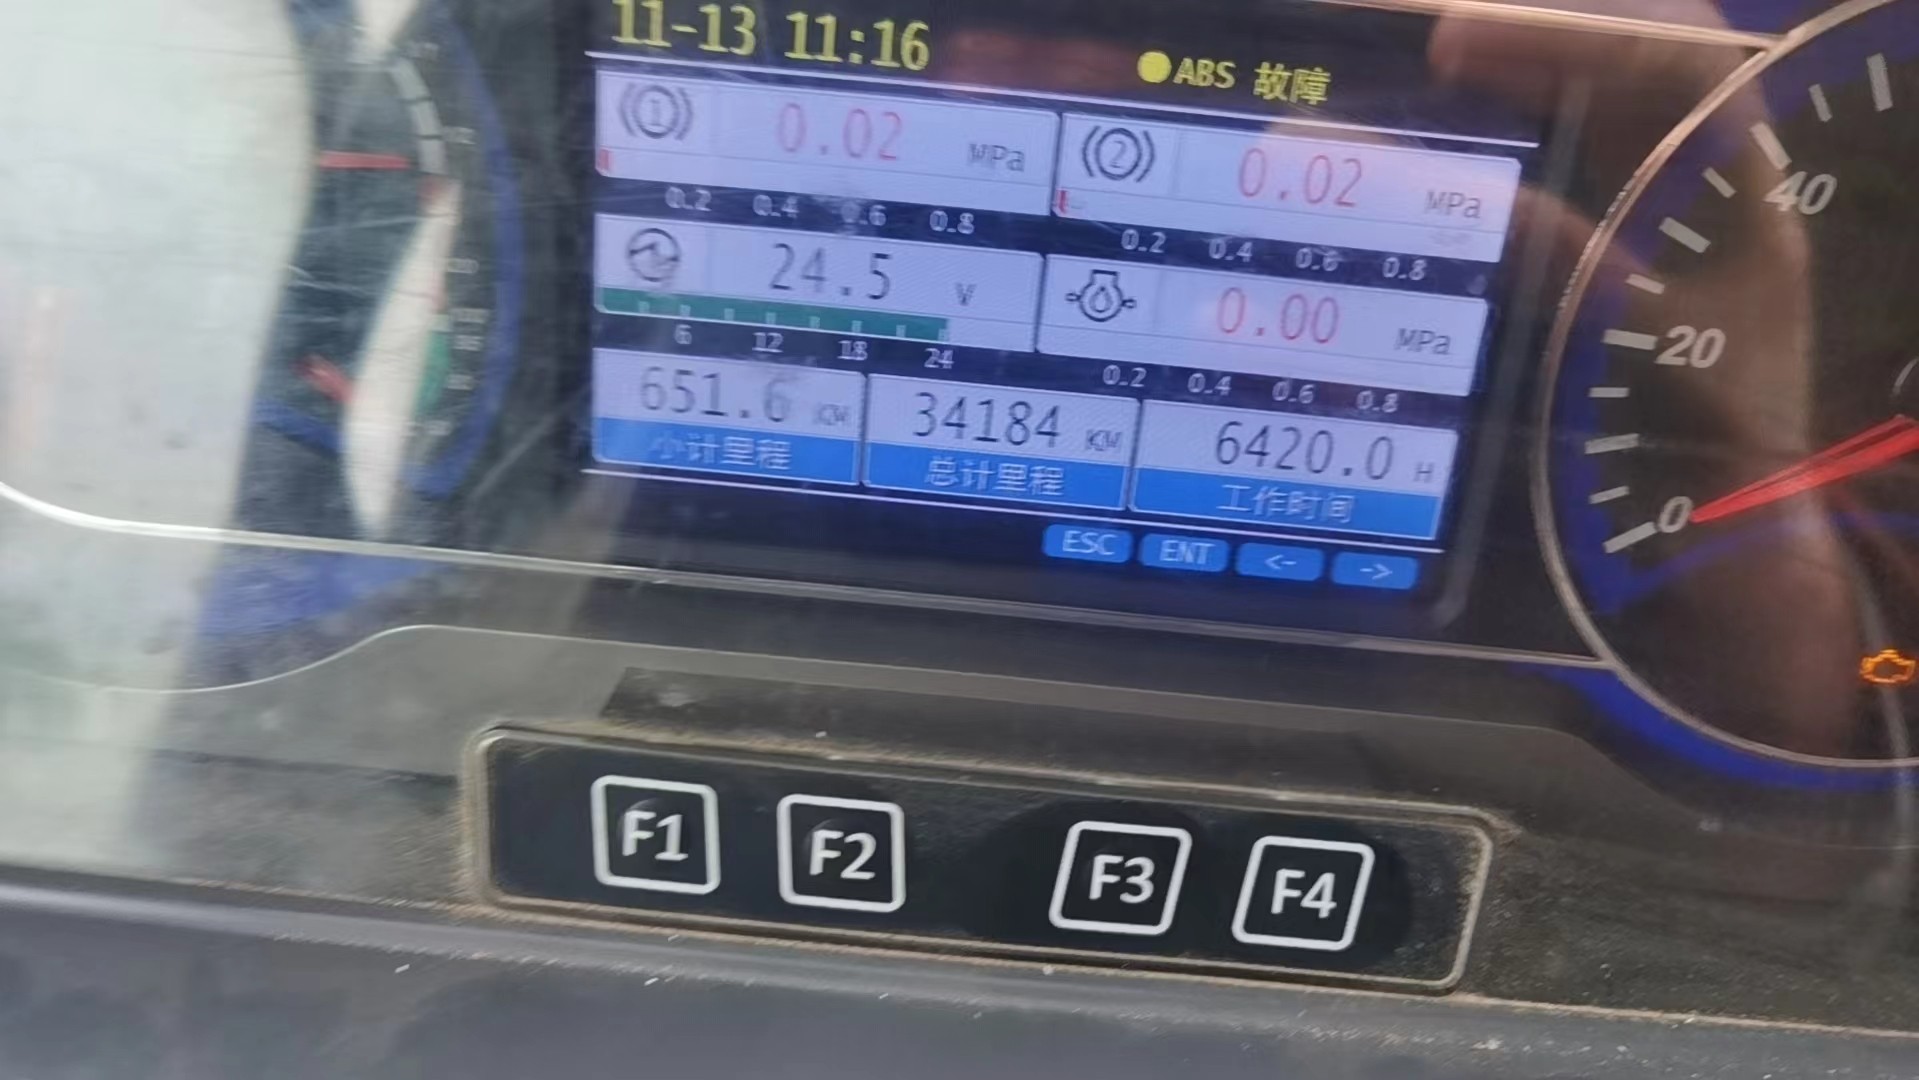 11-13 11:16 ABS 故障
1 0.02 MPa 2 0.02 MPa
0.2 0.4 0.6 0.8 0.2 0.4 0.6 0.8
24.5 V 0.00 MPa
6 12 18 24 0.2 0.4 0.6 0.8
651.6 KM 34184 KM 6420.0 H
小计里程 总计里程 工作时间
ESC ENT <- ->
40
20
0
F1 F2 F3 F4